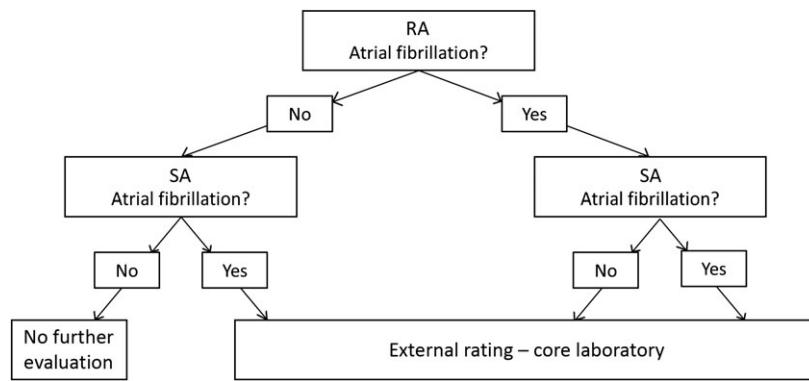 RA
Atrial fibrillation?
No
Yes
SA
Atrial fibrillation?
SA
Atrial fibrillation?
No
Yes
No
Yes
No further
evaluation
External rating – core laboratory